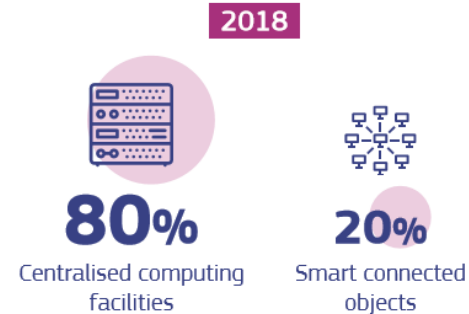 2018
80%
20%
Centralised computing
facilities
Smart connected
objects